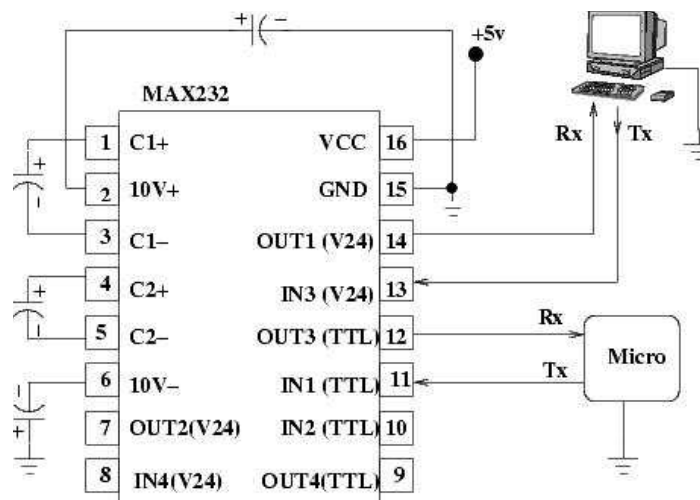 + −
+5v
MAX232
1 C1+ VCC 16
+
Rx Tx
2 10V+ GND 15
−
3 C1− OUT1 (V24) 14
4 C2+ IN3 (V24) 13
+
−
5 C2− OUT3 (TTL) 12 Rx
Micro
6 10V− IN1 (TTL) 11 Tx
−
+
7 OUT2(V24) IN2 (TTL) 10
8 IN4(V24) OUT4(TTL) 9